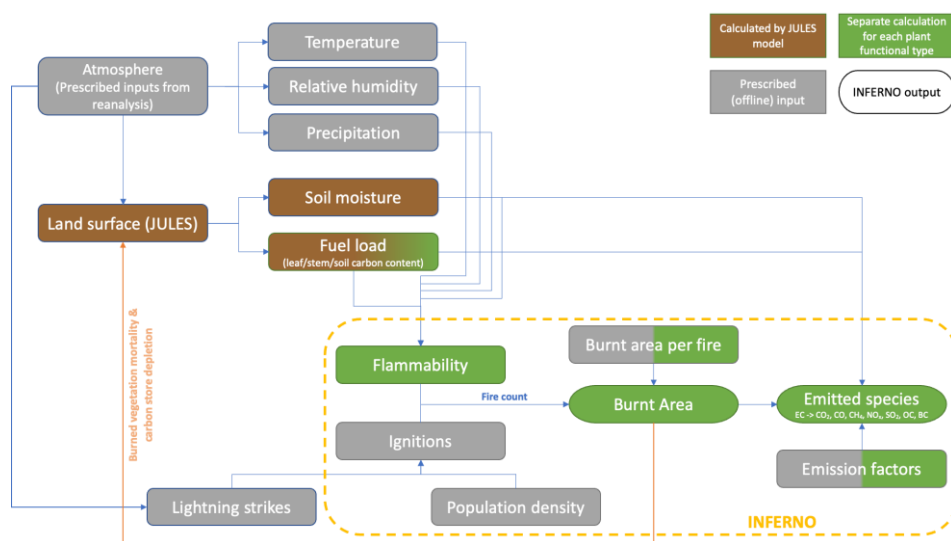 Temperature
Atmosphere
(Prescribed inputs from
reanalysis)
Relative humidity
Precipitation
Calculated by JULES
model
Separate calculation
for each plant
functional type
Prescribed
(offline) input
INFERNO output
Land surface (JULES)
Soil moisture
Fuel load
(leaf/stem/soil carbon content)
Burned vegetation mortality &
carbon store depletion
Flammability
Burnt area per fire
Fire count
Burnt Area
Emitted species
EC -> CO₂, CO, CH₄, NOₓ, SO₂, OC, BC
Ignitions
Emission factors
Lightning strikes
Population density
INFERNO